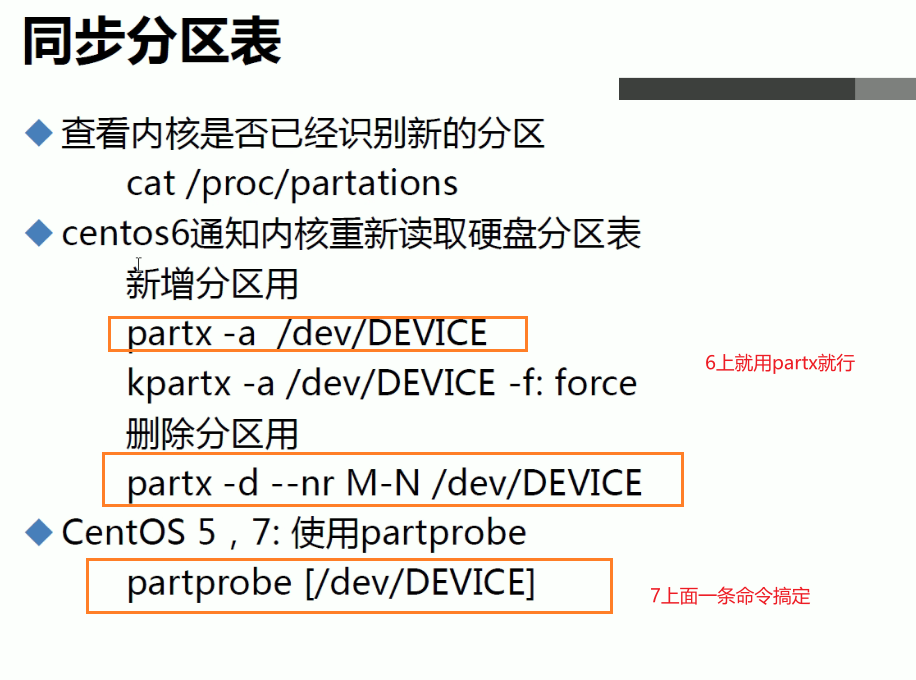 同步分区表
查看内核是否已经识别新的分区
cat /proc/partations
centos6通知内核重新读取硬盘分区表
新增分区用
partx -a /dev/DEVICE
6上就用partx就行
kpartx -a /dev/DEVICE -f: force
删除分区用
partx -d --nr M-N /dev/DEVICE
CentOS 5，7: 使用partprobe
partprobe [/dev/DEVICE]
7上面一条命令搞定